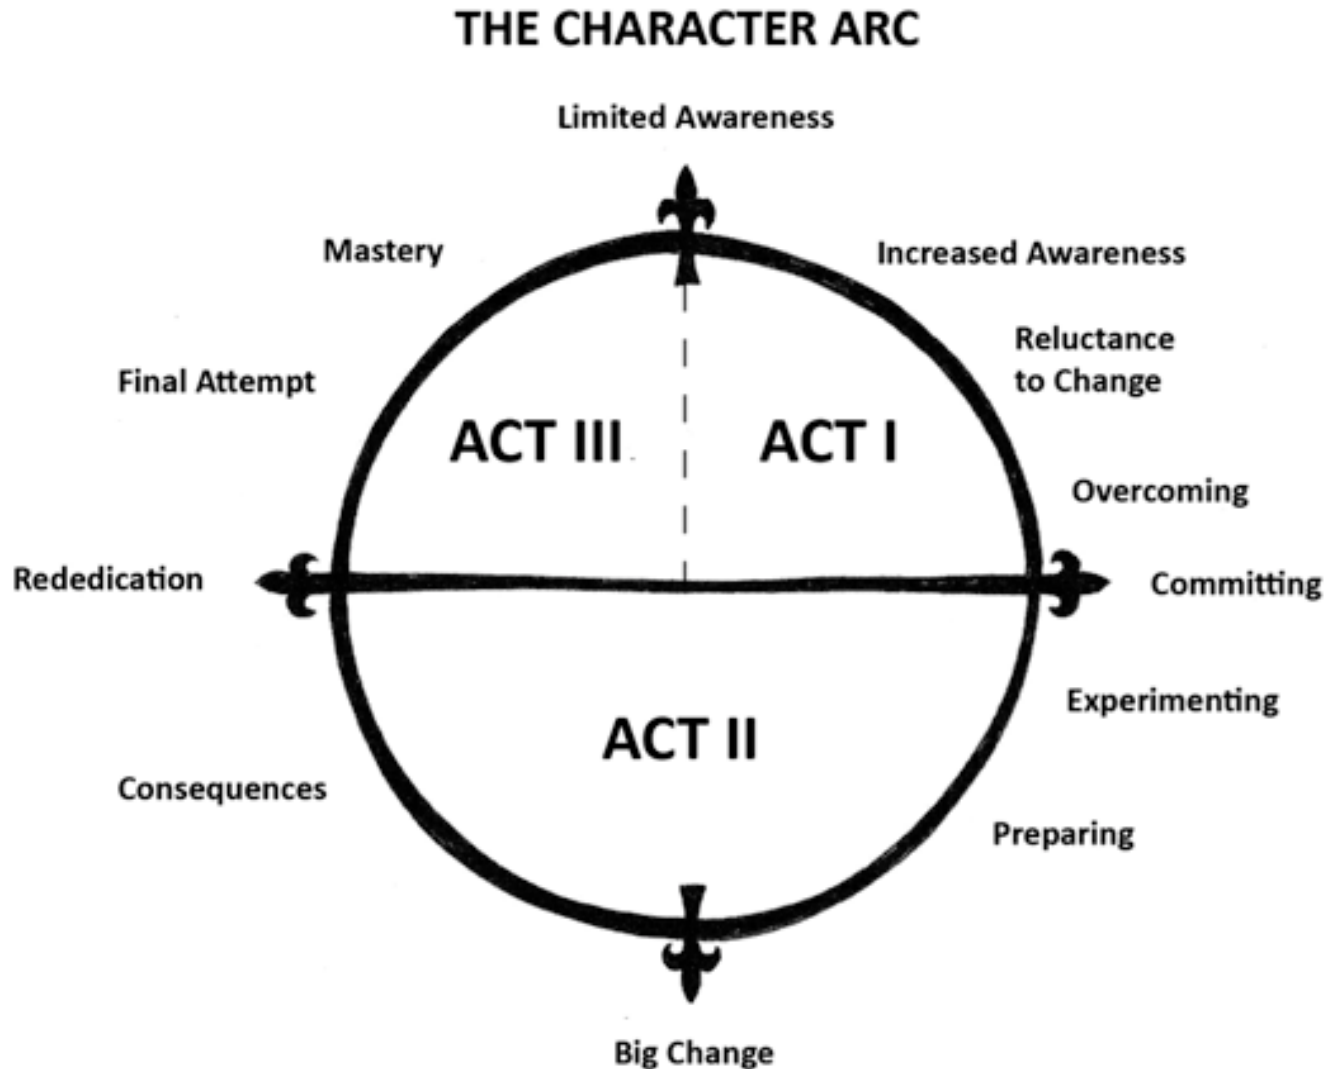 THE CHARACTER ARC
Limited Awareness
Increased Awareness
Reluctance
to Change
Overcoming
Committing
Experimenting
Preparing
Big Change
Consequences
Rededication
Final Attempt
Mastery
ACT I
ACT II
ACT III